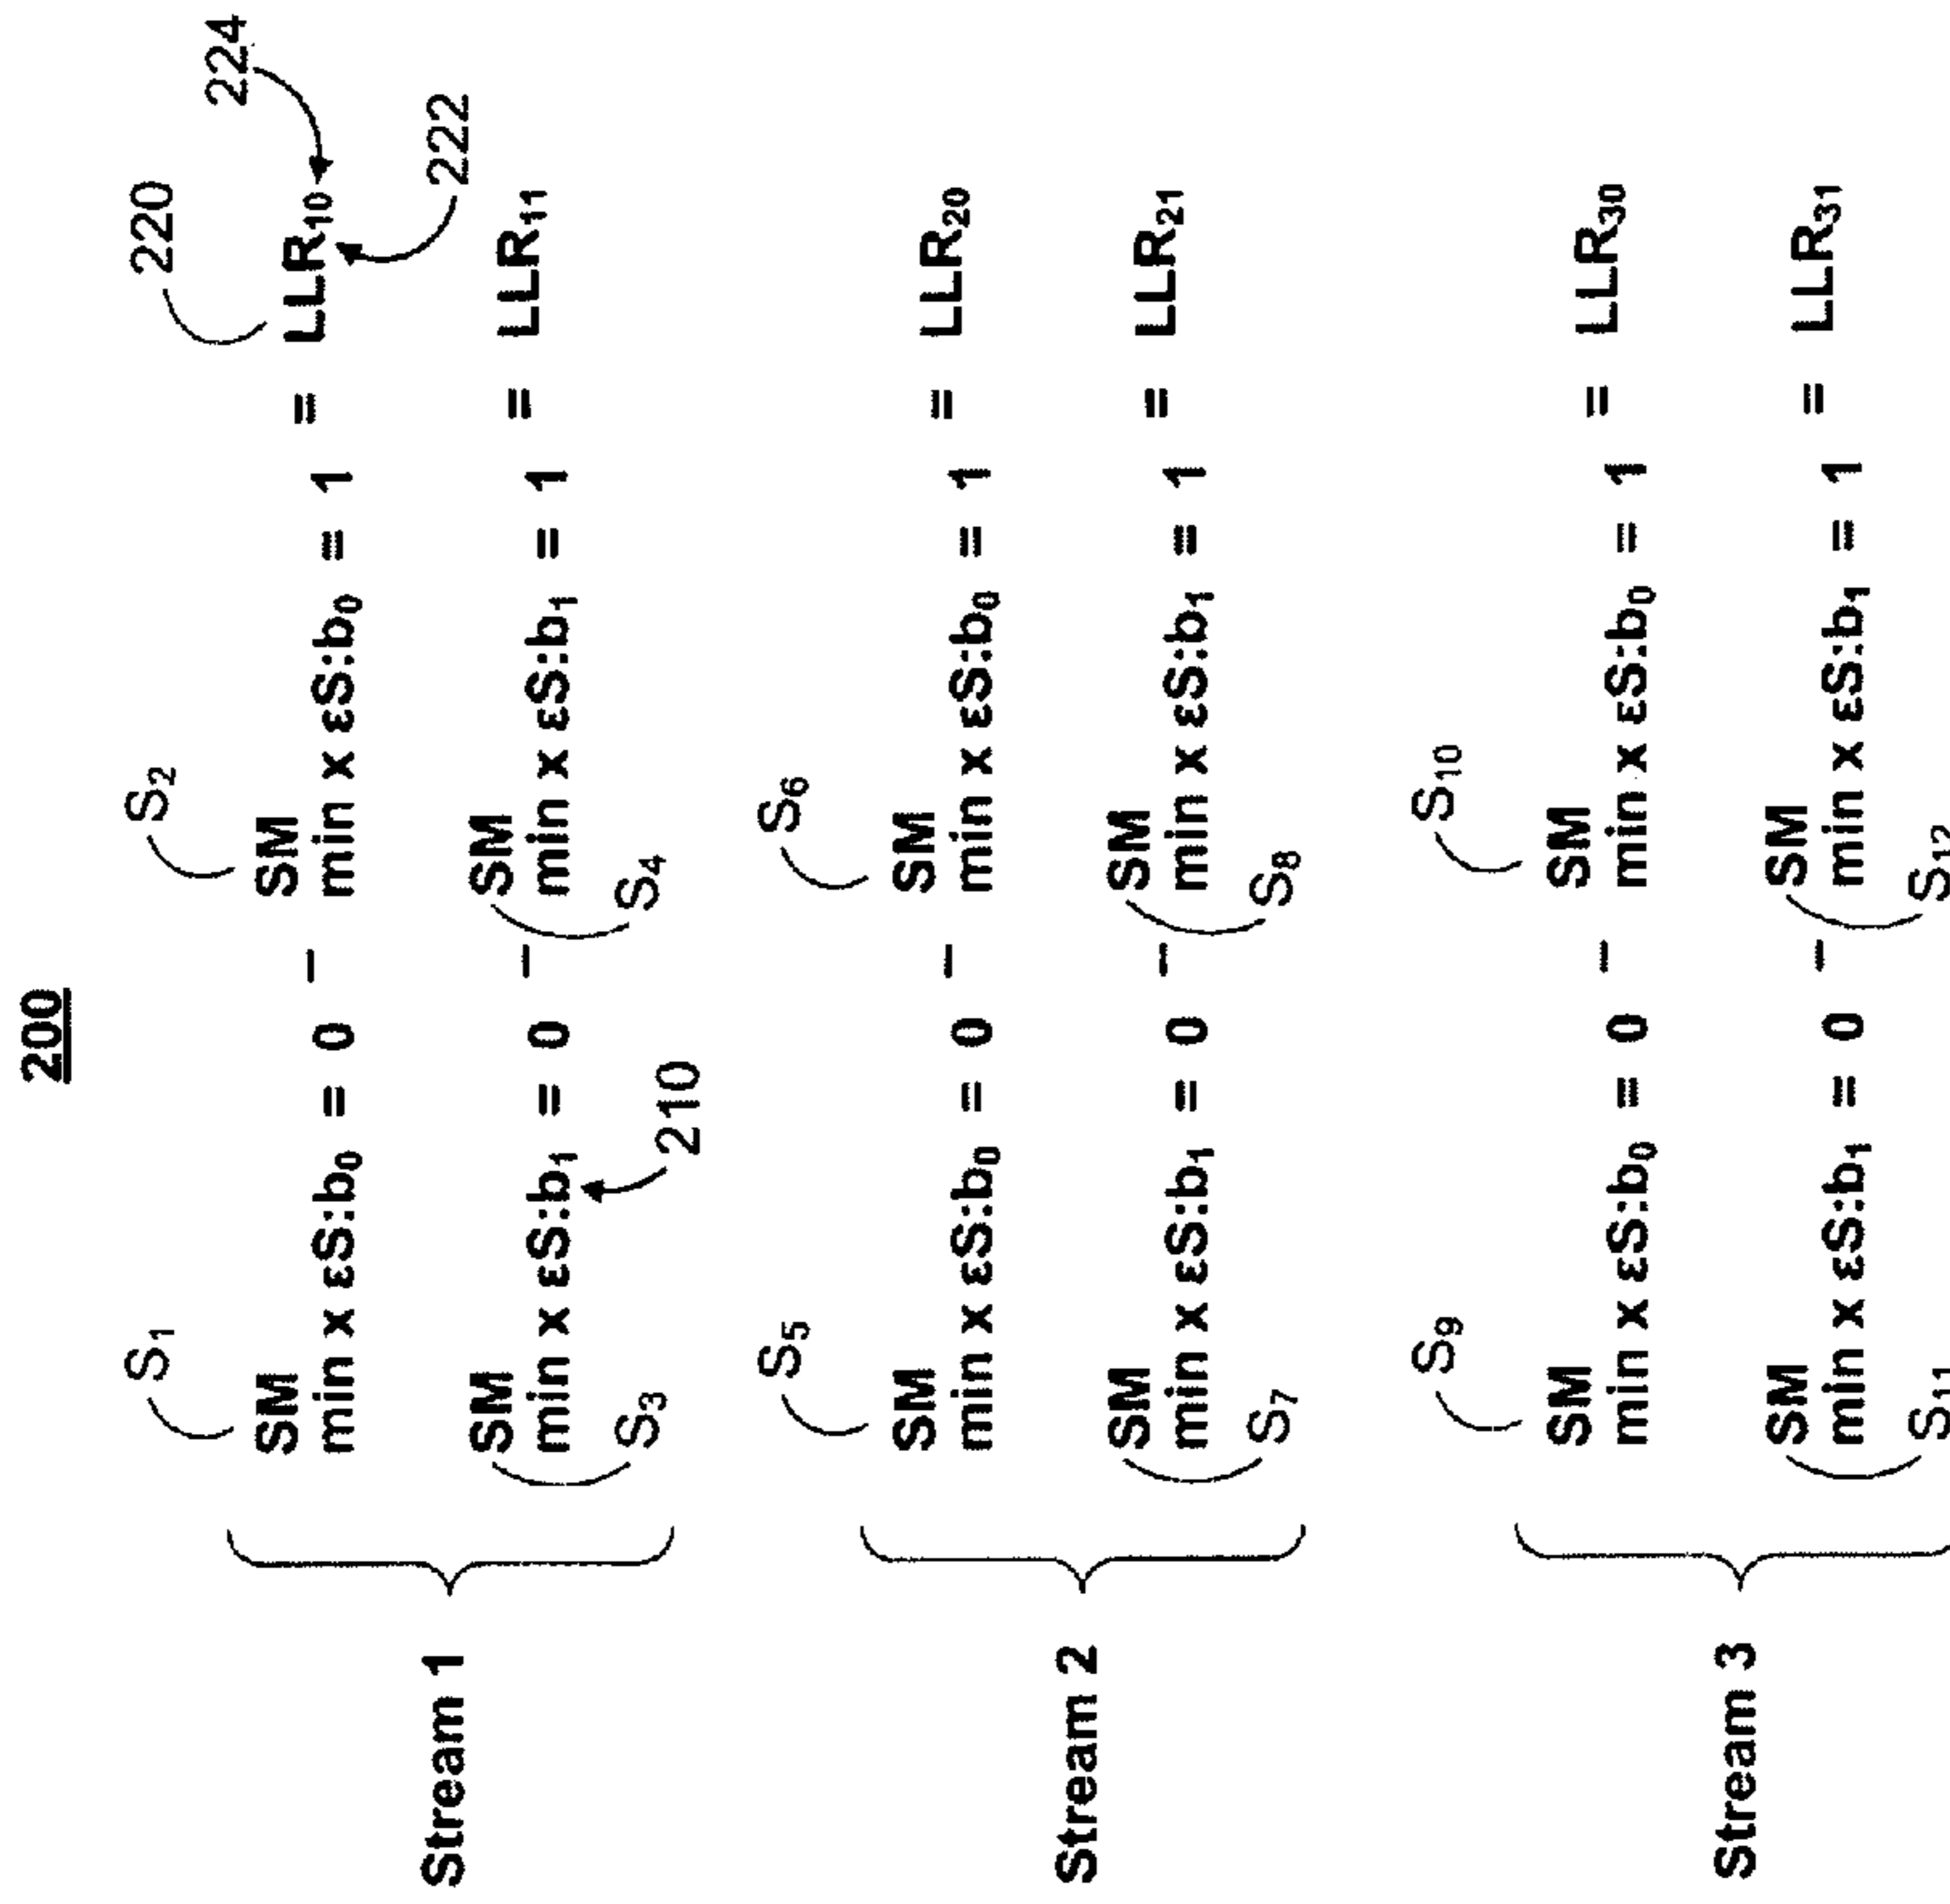 200
S1 S2 220 224
SM SM
min x εS:b0 = 0 − min x εS:b0 = 1 = LLR10
222
SM SM
min x εS:b1 = 0 − min x εS:b1 = 1 = LLR11
Stream 1
S3 210 S4
S5 S6
SM SM
min x εS:b0 = 0 − min x εS:b0 = 1 = LLR20
Stream 2
SM SM
min x εS:b1 = 0 − min x εS:b1 = 1 = LLR21
S7 S8
S9 S10
SM SM
min x εS:b0 = 0 − min x εS:b0 = 1 = LLR30
Stream 3
SM SM
min x εS:b1 = 0 − min x εS:b1 = 1 = LLR31
S11 S12